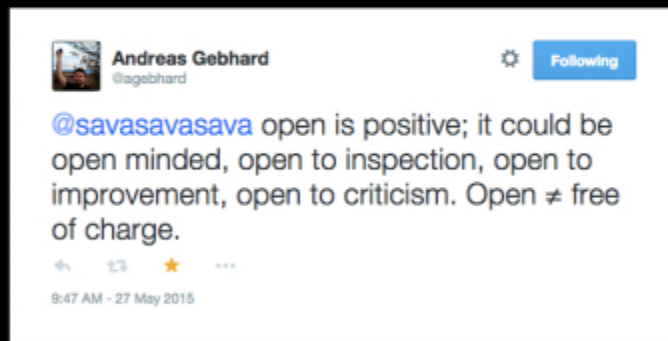 Andreas Gebhard
@agebhard
Following
@savasavasava open is positive; it could be
open minded, open to inspection, open to
improvement, open to criticism. Open ≠ free
of charge.
9:47 AM - 27 May 2015